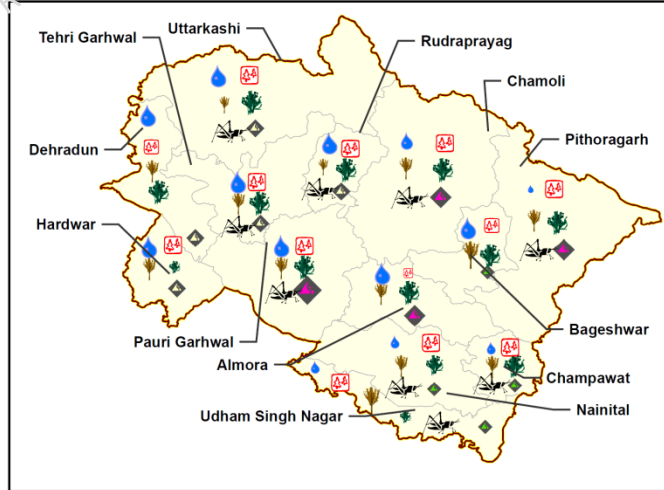 Uttarkashi
Tehri Garhwal
Rudraprayag
Chamoli
Dehradun
Pithoragarh
Hardwar
Pauri Garhwal
Bageshwar
Almora
Champawat
Nainital
Udham Singh Nagar